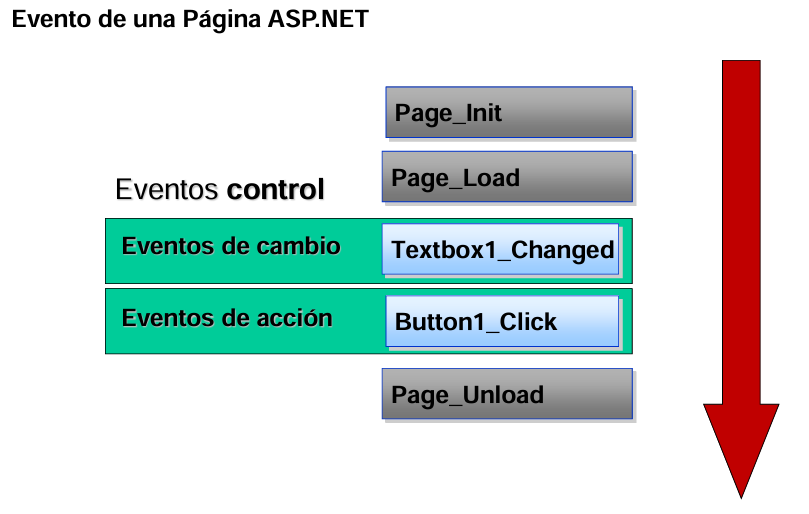 Evento de una Página ASP.NET
Page_Init
Page_Load
Eventos control
Eventos de cambio
Textbox1_Changed
Eventos de acción
Button1_Click
Page_Unload